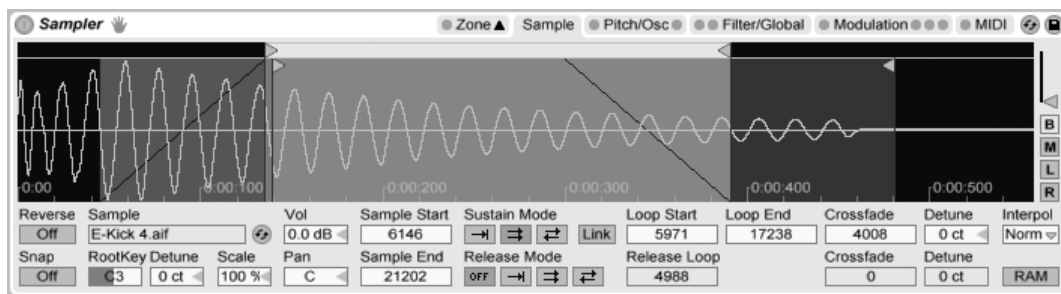 Sampler Zone Sample Pitch/Osc Filter/Global Modulation MIDI
0:00 0:00:100 0:00:200 0:00:300 0:00:400 0:00:500
B
M
L
R
Reverse Sample Vol Sample Start Sustain Mode Loop Start Loop End Crossfade Detune Interpol
Off E-Kick 4.aif 0.0 dB 6146 Link 5971 17238 4008 0 ct Norm
Snap RootKey Detune Scale Pan Sample End Release Mode Release Loop Crossfade Detune
Off C3 0 ct 100 % C 21202 OFF 4988 0 0 ct RAM